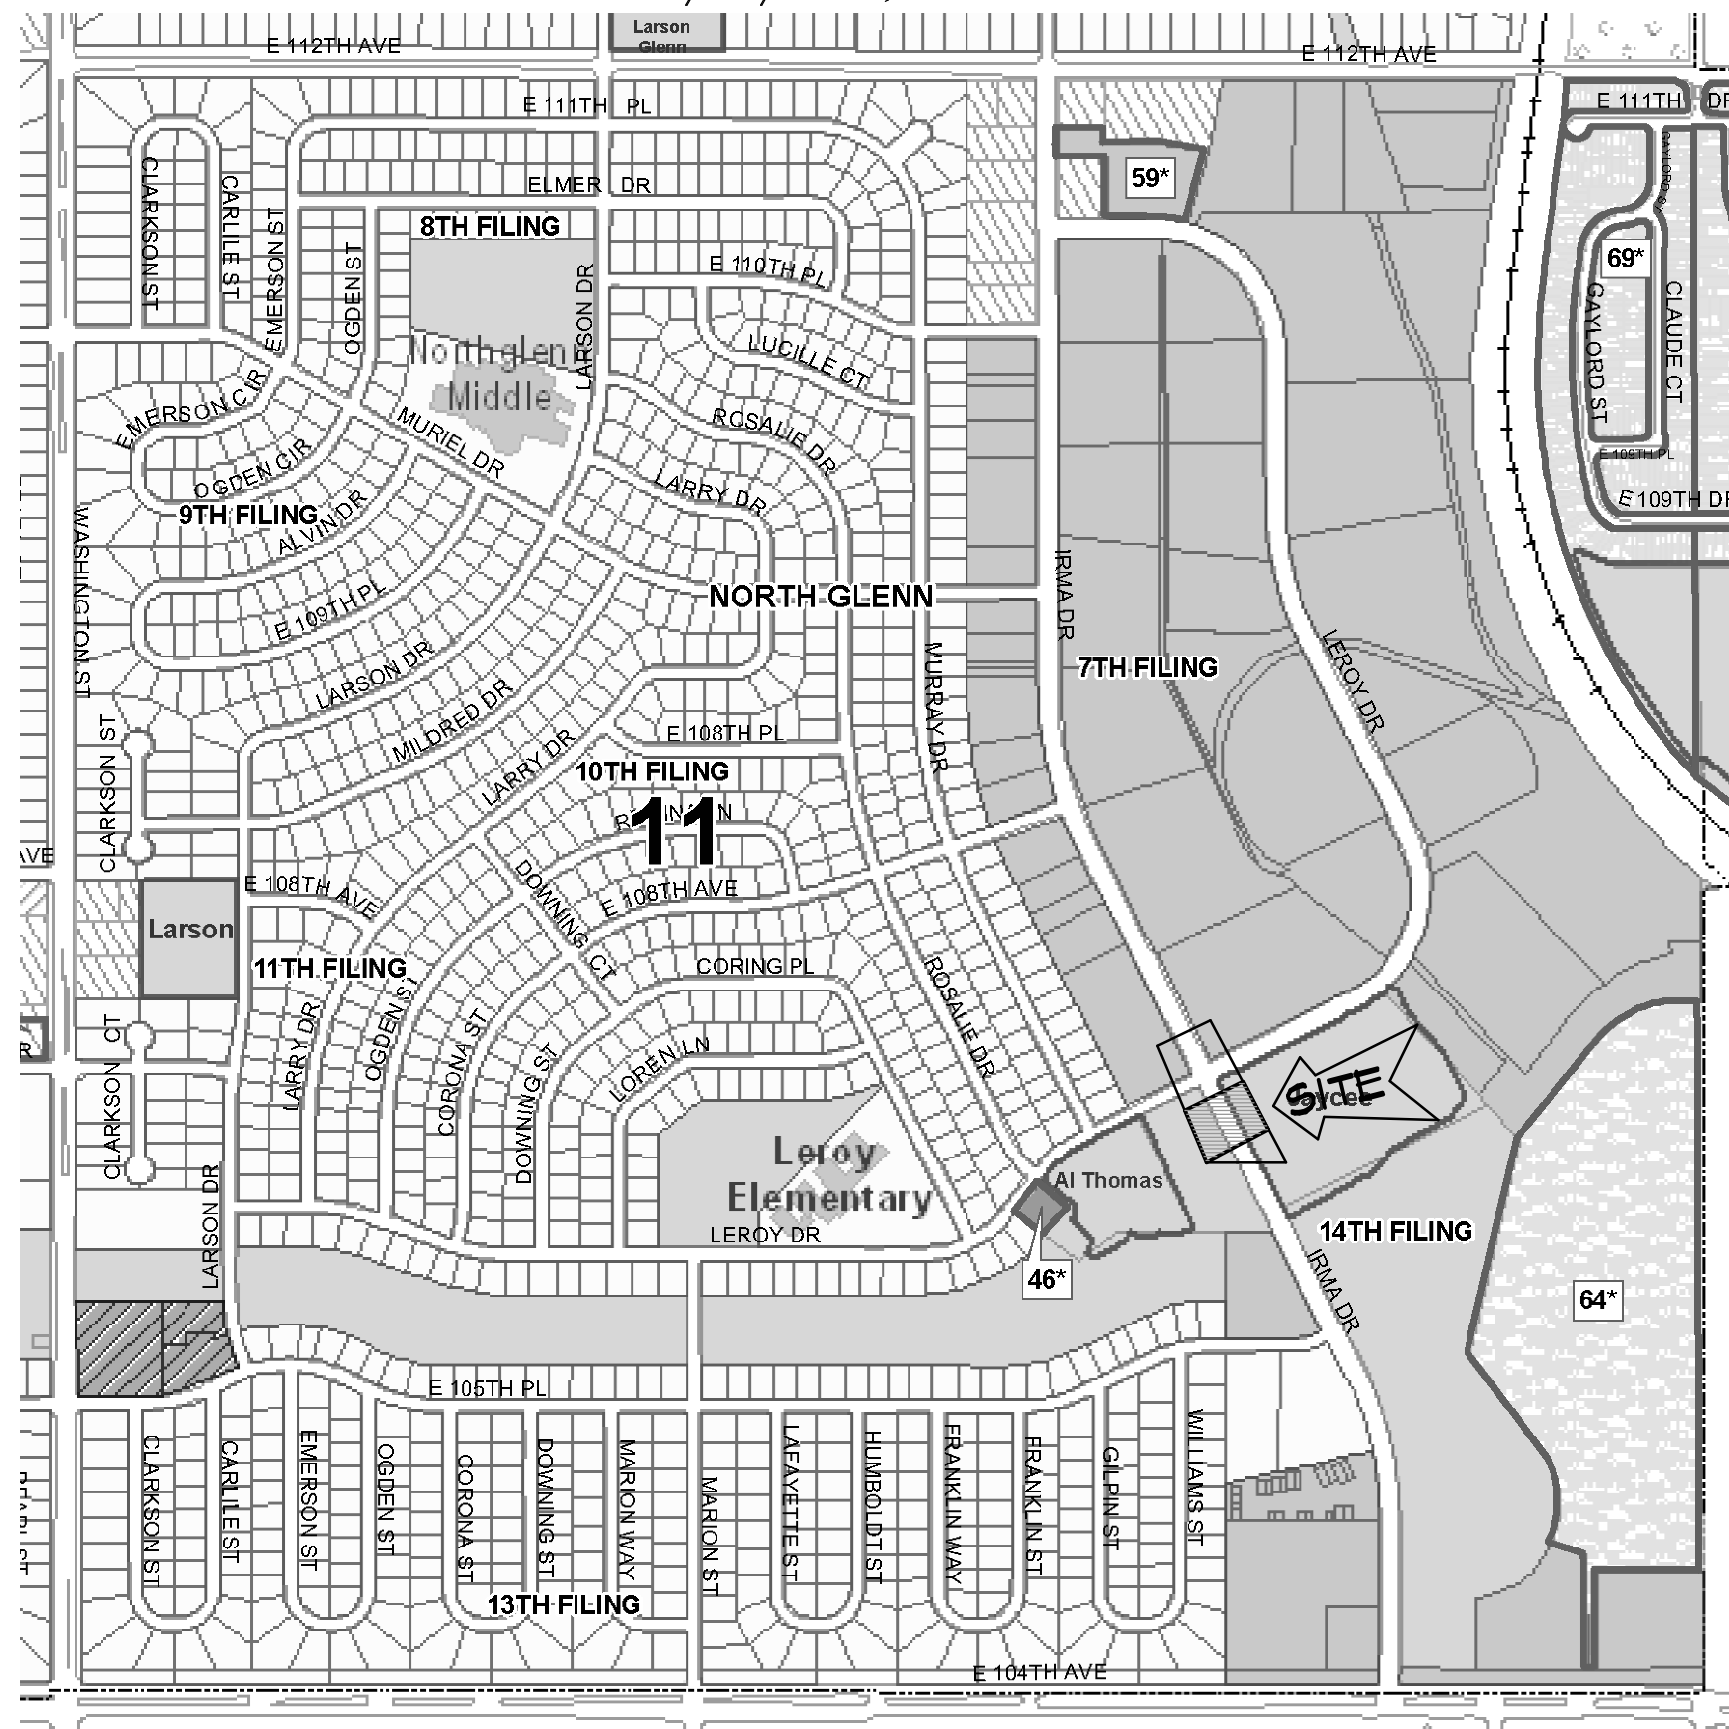 Larson
Glenn
E 112TH AVE
E 112TH AVE
E 111TH PL
E 111TH DR
CLARKSON ST
CARLILE ST
EMERSON ST
OGDEN ST
ELMER DR
8TH FILING
59*
GAYLORD
69*
E 110TH PL
LARSON DR
Northglenn
Middle
LUCILLE CT
GAYLORD ST
CLAUDE CT
EMERSON CIR
MURIEL DR
ROSALIE DR
E 109TH PL
OGDEN CIR
LARRY DR
E 109TH DR
9TH FILING
ALVIN DR
WASHINGTON ST
E 109TH PL
NORTH GLENN
IRMA DR
LARSON DR
MURRAY DR
7TH FILING
LEROY DR
MILDRED DR
CLARKSON ST
LARRY DR
E 108TH PL
10TH FILING
11
AVE
DOWNING CT
E 108TH AVE
E 108TH AVE
Larson
11TH FILING
CORING PL
ROSALIE DR
LARRY DR
OGDEN ST
CORONA ST
DOWNING ST
LOREN LN
CLARKSON CT
SITE
Jaycee
Leroy
Elementary
Al Thomas
LARSON DR
LEROY DR
14TH FILING
46*
IRMA DR
64*
E 105TH PL
CLARKSON ST
CARLILE ST
EMERSON ST
OGDEN ST
CORONA ST
DOWNING ST
MARION WAY
MARION ST
LAFAYETTE ST
HUMBOLDT ST
FRANKLIN WAY
FRANKLIN ST
GILPIN ST
WILLIAMS ST
13TH FILING
E 104TH AVE